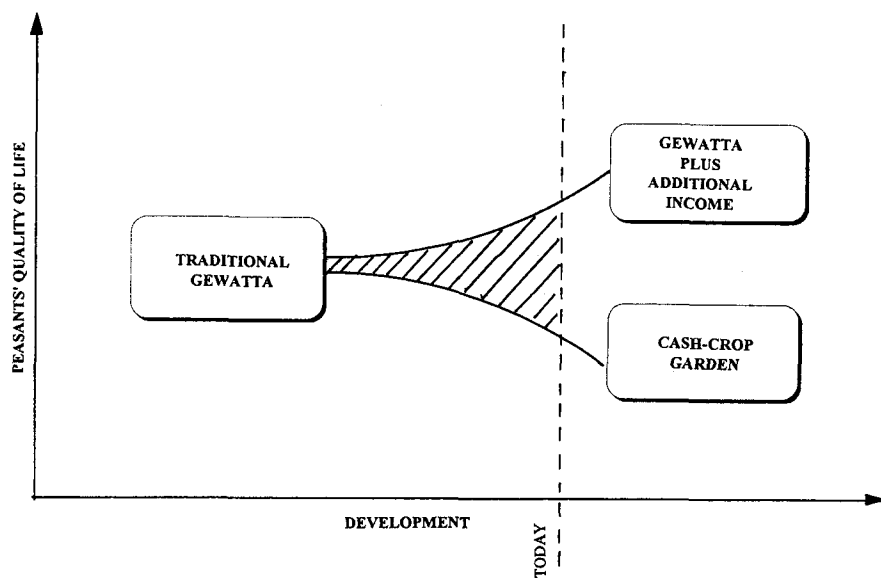 PEASANTS' QUALITY OF LIFE
TRADITIONAL
GEWATTA
GEWATTA
PLUS
ADDITIONAL
INCOME
CASH-CROP
GARDEN
DEVELOPMENT
TODAY